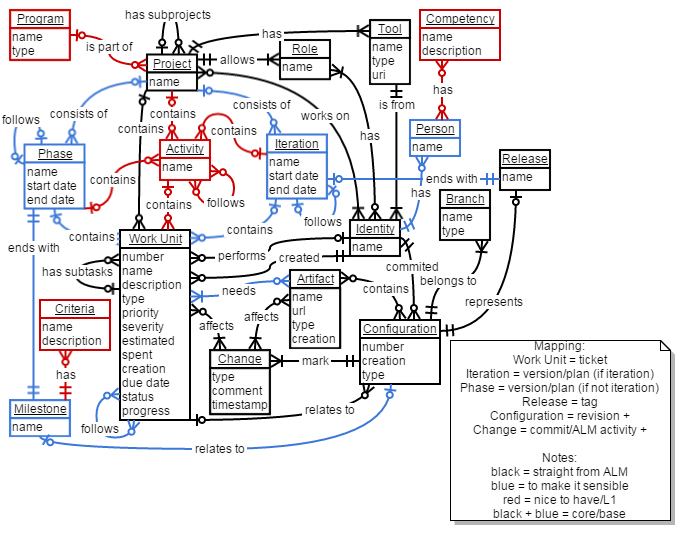 has subprojects
Program
name
type
is part of
Project
name
has
allows
Role
name
Tool
name
type
uri
is from
Competency
name
description
has
Person
name
follows
consists of
Phase
name
start date
end date
contains
contains
contains
Activity
name
contains
follows
contains
consists of
Iteration
name
start date
end date
follows
contains
works on
has
ends with
Release
name
has
Branch
name
type
ends with
contains
Work Unit
number
name
description
type
priority
severity
estimated
spent
creation
due date
status
progress
has subtasks
performs
created
Identity
name
commited
belongs to
represents
needs
Artifact
name
url
type
creation
contains
affects
affects
Criteria
name
description
has
Change
type
comment
timestamp
mark
Configuration
number
creation
type
Milestone
name
follows
relates to
relates to
Mapping:
Work Unit = ticket
Iteration = version/plan (if iteration)
Phase = version/plan (if not iteration)
Release = tag
Configuration = revision +
Change = commit/ALM activity +
Notes:
black = straight from ALM
blue = to make it sensible
red = nice to have/L1
black + blue = core/base